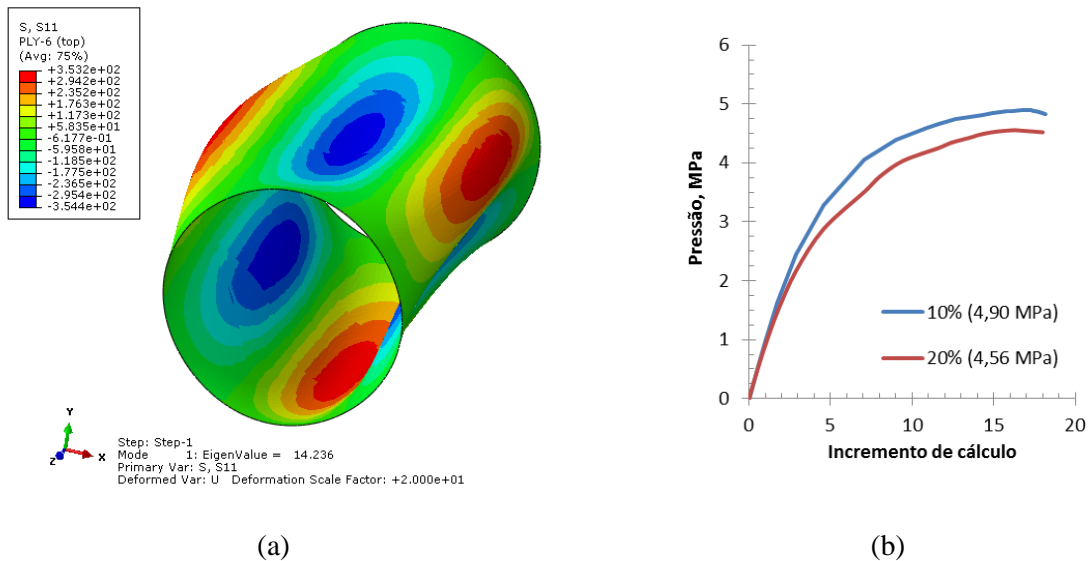 S, S11
PLY-6 (top)
(Avg: 75%)
+3.532e+02
+2.942e+02
+2.352e+02
+1.763e+02
+1.173e+02
+5.835e+01
-6.177e-01
-5.958e+01
-1.185e+02
-1.775e+02
-2.365e+02
-2.954e+02
-3.544e+02
Y
X
Z
Step: Step-1
Mode 1: EigenValue = 14.236
Primary Var: S, S11
Deformed Var: U Deformation Scale Factor: +2.000e+01
(a)
Pressão, MPa
6
5
4
3
2
1
0
10% (4,90 MPa)
20% (4,56 MPa)
0 5 10 15 20
Incremento de cálculo
(b)